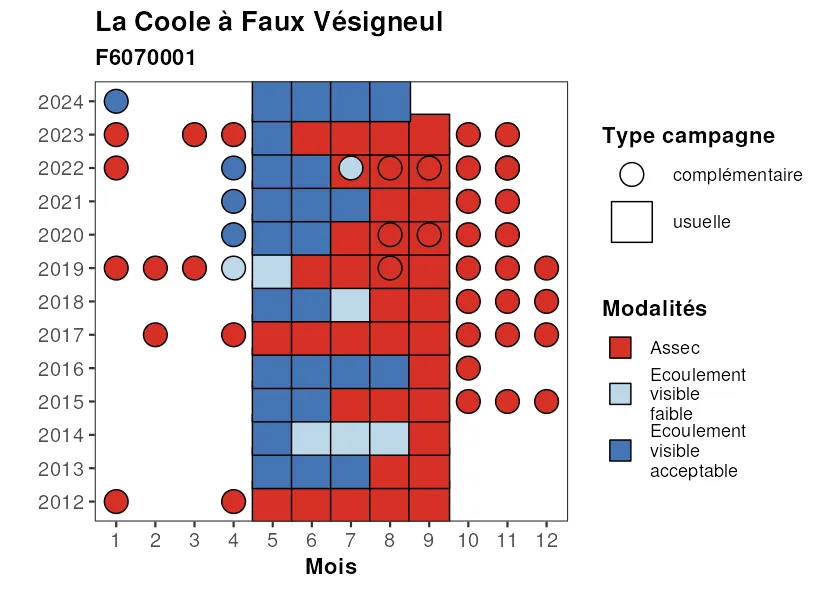 La Coole à Faux Vésigneul
F6070001
2024
2023
2022
2021
2020
2019
2018
2017
2016
2015
2014
2013
2012
1 2 3 4 5 6 7 8 9 10 11 12
Mois
Type campagne
complémentaire
usuelle
Modalités
Assec
Ecoulement
visible
faible
Ecoulement
visible
acceptable